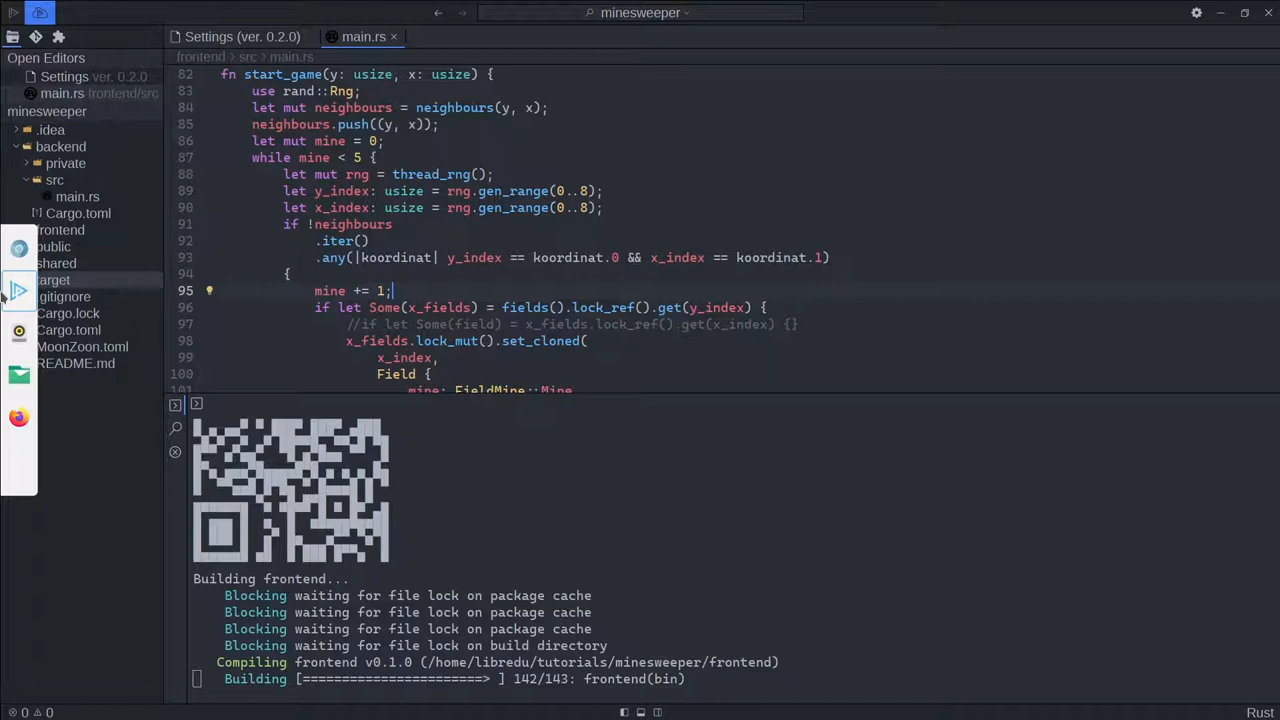 minesweeper
Settings (ver. 0.2.0)
main.rs
frontend
src
main.rs
Open Editors
Settings ver. 0.2.0
main.rs frontend/src
minesweeper
.idea
backend
private
src
main.rs
Cargo.toml
frontend
public
shared
target
.gitignore
Cargo.lock
Cargo.toml
MoonZoon.toml
README.md
82 fn start_game(y: usize, x: usize) {
83 use rand::Rng;
84 let mut neighbours = neighbours(y, x);
85 neighbours.push((y, x));
86 let mut mine = 0;
87 while mine < 5 {
88 let mut rng = thread_rng();
89 let y_index: usize = rng.gen_range(0..8);
90 let x_index: usize = rng.gen_range(0..8);
91 if !neighbours
92 .iter()
93 .any(|koordinat| y_index == koordinat.0 && x_index == koordinat.1)
94 {
95 mine += 1;
96 if let Some(x_fields) = fields().lock_ref().get(y_index) {
97 //if let Some(field) = x_fields.lock_ref().get(x_index) {}
98 x_fields.lock_mut().set_cloned(
99 x_index,
100 Field {
101 mine: FieldMine::Mine
Building frontend...
Blocking waiting for file lock on package cache
Blocking waiting for file lock on package cache
Blocking waiting for file lock on package cache
Blocking waiting for file lock on build directory
Compiling frontend v0.1.0 (/home/libredu/tutorials/minesweeper/frontend)
Building [=======================> ] 142/143: frontend(bin)
0 0
Rust